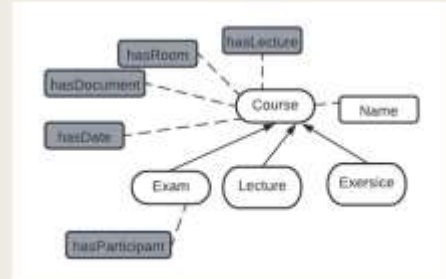 hasLecture
hasRoom
hasDocument
Course
Name
hasDate
Exam
Lecture
Exersice
hasParticipant